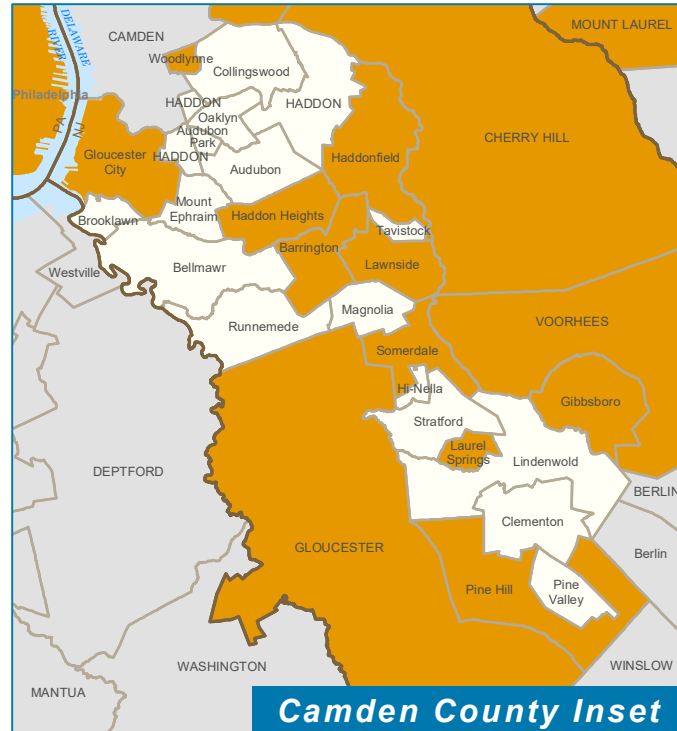 DELAWARE
RIVER
CAMDEN
MOUNT LAUREL
Woodlynne
Collingswood
Philadelphia
HADDON
HADDON
Oaklyn
PA
NJ
Audubon
Park
CHERRY HILL
Gloucester
City
HADDON
Haddonfield
Audubon
Mount
Ephraim
Brooklawn
Haddon Heights
Tavistock
Barrington
Westville
Bellmawr
Lawnside
Magnolia
Runnemede
VOORHEES
Somerdale
Hi-Nella
Gibbsboro
Stratford
Laurel
Springs
Lindenwold
DEPTFORD
BERLIN
Clementon
GLOUCESTER
Berlin
Pine Hill
Pine
Valley
WASHINGTON
WINSLOW
MANTUA
Camden County Inset